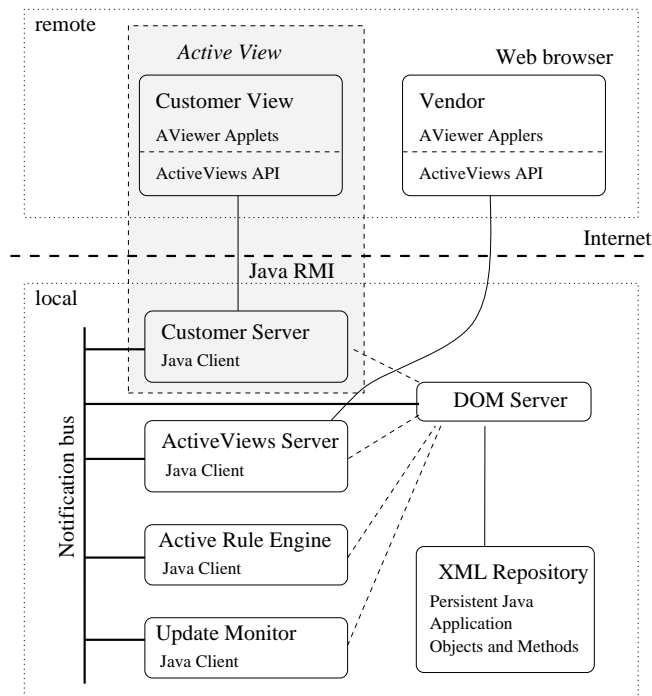 remote
Active View
Web browser
Customer View
AViewer Applets
ActiveViews API
Vendor
AViewer Applers
ActiveViews API
Internet
Java RMI
local
Customer Server
Java Client
DOM Server
ActiveViews Server
Java Client
Notification bus
Active Rule Engine
Java Client
XML Repository
Persistent Java
Application
Objects and Methods
Update Monitor
Java Client